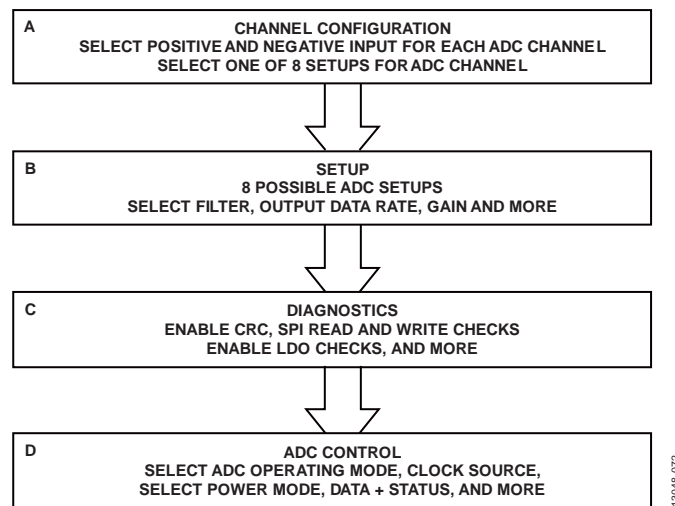 A
CHANNEL CONFIGURATION
SELECT POSITIVE AND NEGATIVE INPUT FOR EACH ADC CHANNEL
SELECT ONE OF 8 SETUPS FOR ADC CHANNEL
B
SETUP
8 POSSIBLE ADC SETUPS
SELECT FILTER, OUTPUT DATA RATE, GAIN AND MORE
C
DIAGNOSTICS
ENABLE CRC, SPI READ AND WRITE CHECKS
ENABLE LDO CHECKS, AND MORE
D
ADC CONTROL
SELECT ADC OPERATING MODE, CLOCK SOURCE,
SELECT POWER MODE, DATA + STATUS, AND MORE